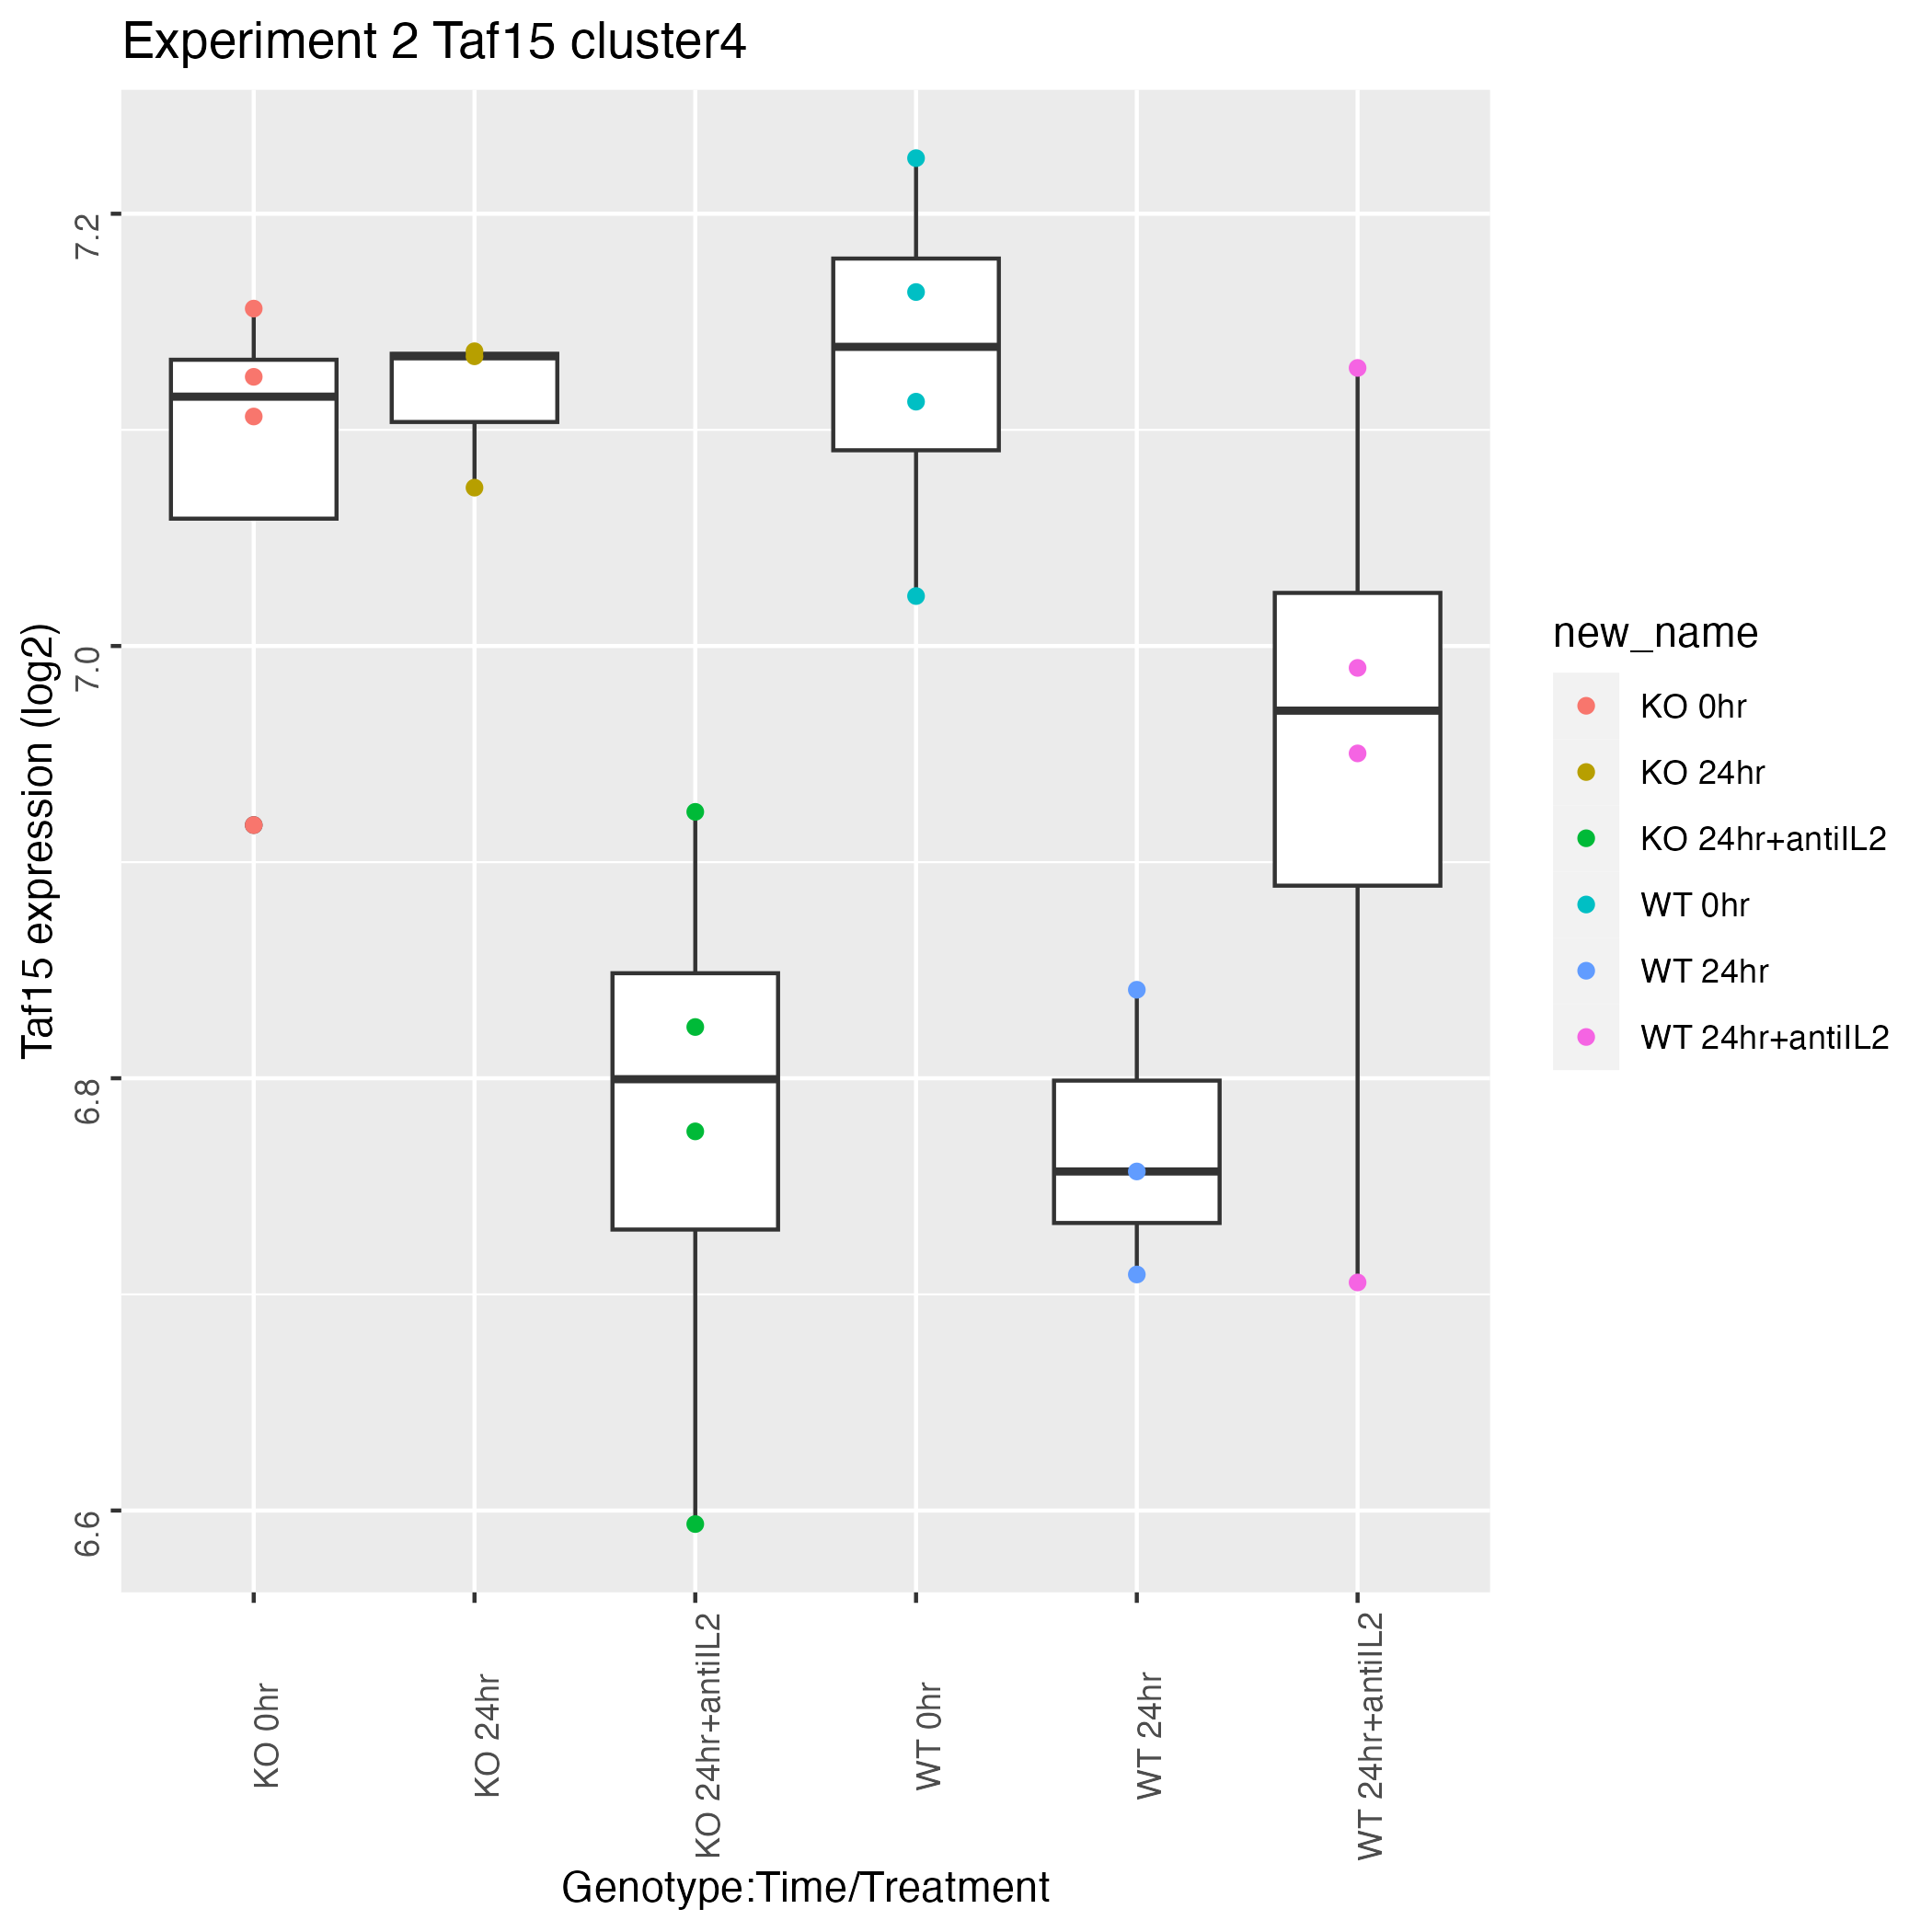 Experiment 2 Taf15 cluster4
Taf15 expression (log2)
7.2
7.0
6.8
6.6
KO 0hr
KO 24hr
KO 24hr+antiIL2
WT 0hr
WT 24hr
WT 24hr+antiIL2
Genotype:Time/Treatment
new_name
KO 0hr
KO 24hr
KO 24hr+antiIL2
WT 0hr
WT 24hr
WT 24hr+antiIL2